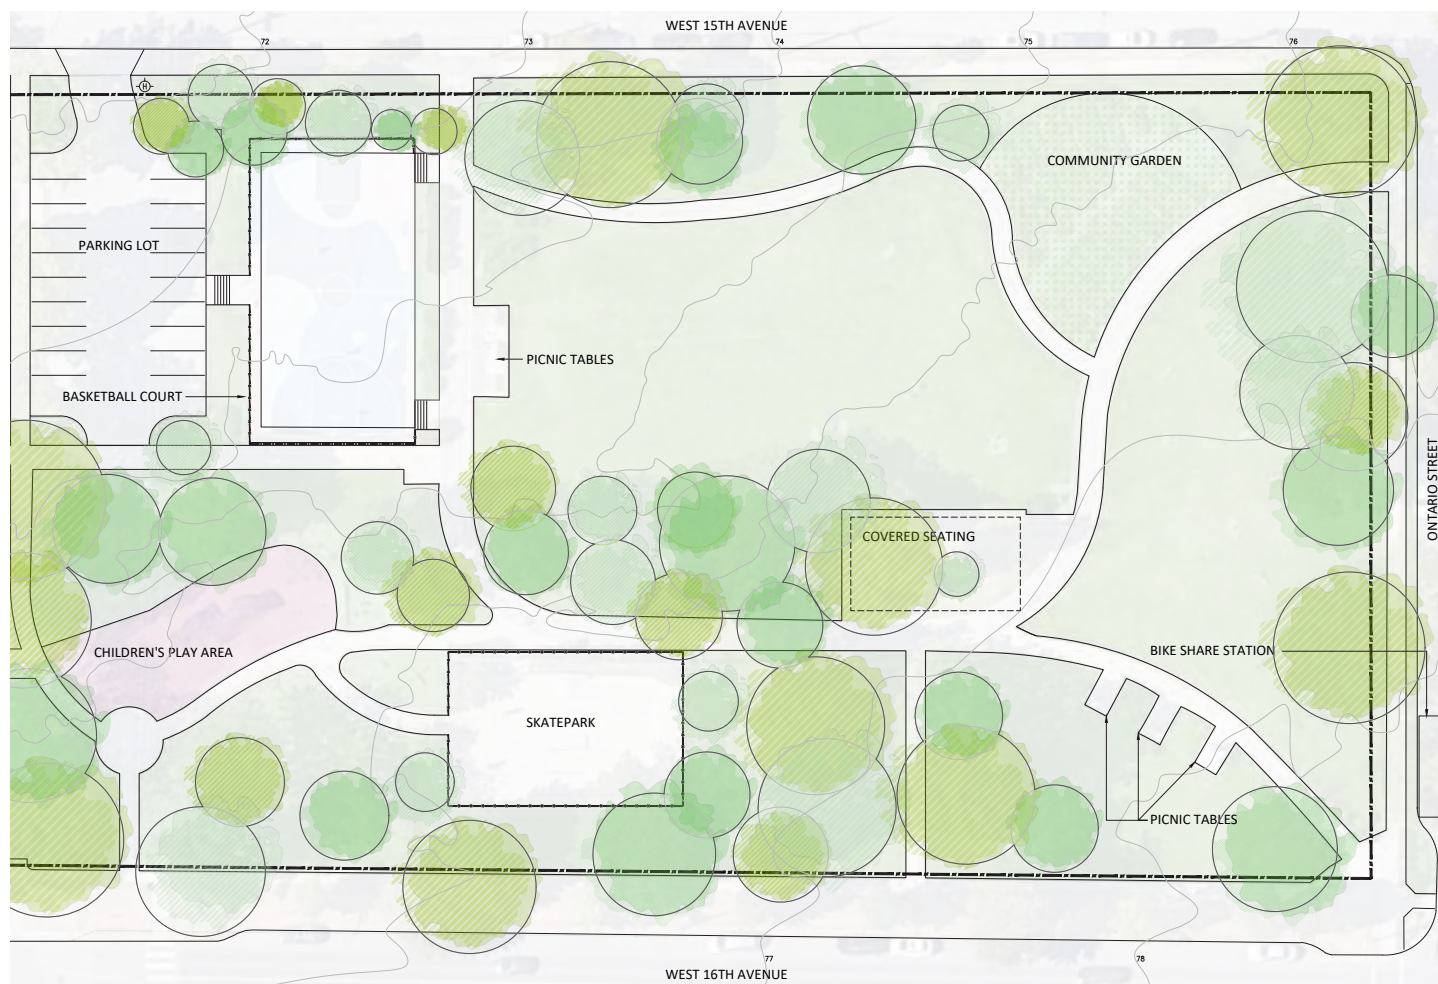 WEST 15TH AVENUE
72
73
74
75
76
H
COMMUNITY GARDEN
PARKING LOT
PICNIC TABLES
BASKETBALL COURT
ONTARIO STREET
COVERED SEATING
CHILDREN'S PLAY AREA
BIKE SHARE STATION
SKATEPARK
PICNIC TABLES
77
78
WEST 16TH AVENUE